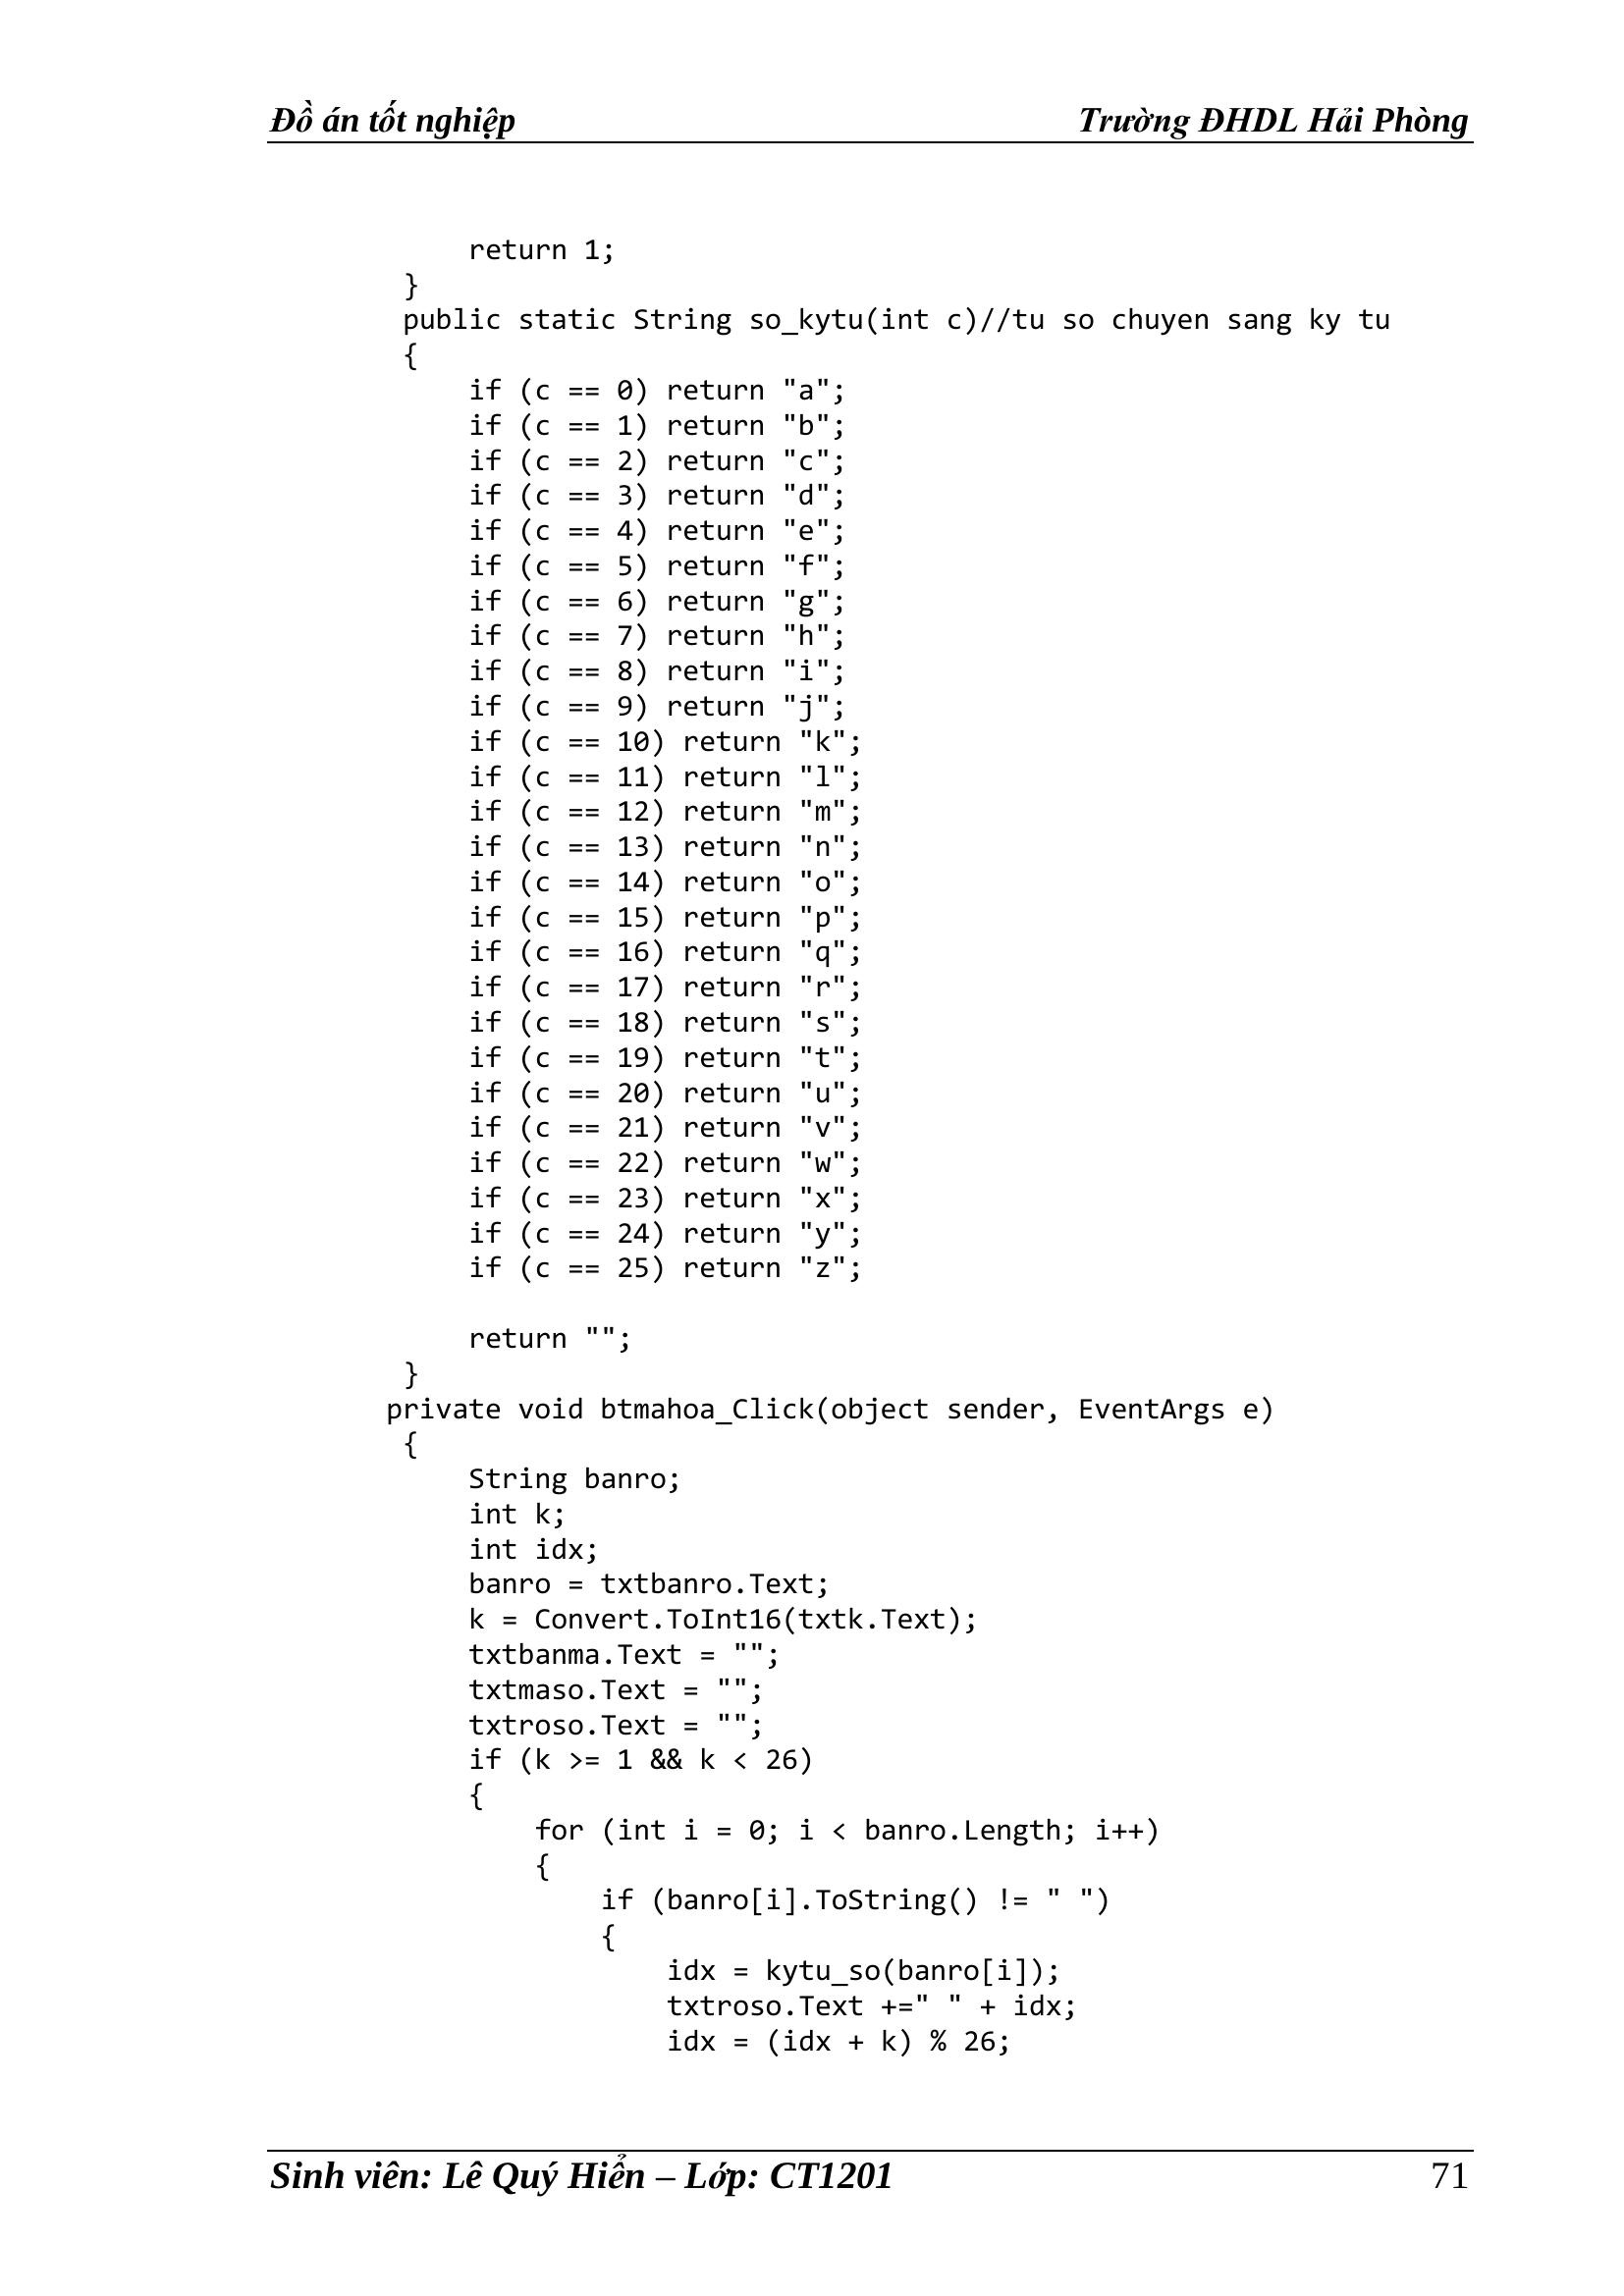 Đồ án tốt nghiệp Trường ĐHDL Hải Phòng
return 1;
}
public static String so_kytu(int c)//tu so chuyen sang ky tu
{
if (c == 0) return "a";
if (c == 1) return "b";
if (c == 2) return "c";
if (c == 3) return "d";
if (c == 4) return "e";
if (c == 5) return "f";
if (c == 6) return "g";
if (c == 7) return "h";
if (c == 8) return "i";
if (c == 9) return "j";
if (c == 10) return "k";
if (c == 11) return "l";
if (c == 12) return "m";
if (c == 13) return "n";
if (c == 14) return "o";
if (c == 15) return "p";
if (c == 16) return "q";
if (c == 17) return "r";
if (c == 18) return "s";
if (c == 19) return "t";
if (c == 20) return "u";
if (c == 21) return "v";
if (c == 22) return "w";
if (c == 23) return "x";
if (c == 24) return "y";
if (c == 25) return "z";
return "";
}
private void btmahoa_Click(object sender, EventArgs e)
{
String banro;
int k;
int idx;
banro = txtbanro.Text;
k = Convert.ToInt16(txtk.Text);
txtbanma.Text = "";
txtmaso.Text = "";
txtroso.Text = "";
if (k >= 1 && k < 26)
{
for (int i = 0; i < banro.Length; i++)
{
if (banro[i].ToString() != " ")
{
idx = kytu_so(banro[i]);
txtroso.Text +=" " + idx;
idx = (idx + k) % 26;
Sinh viên: Lê Quý Hiển – Lớp: CT1201 71